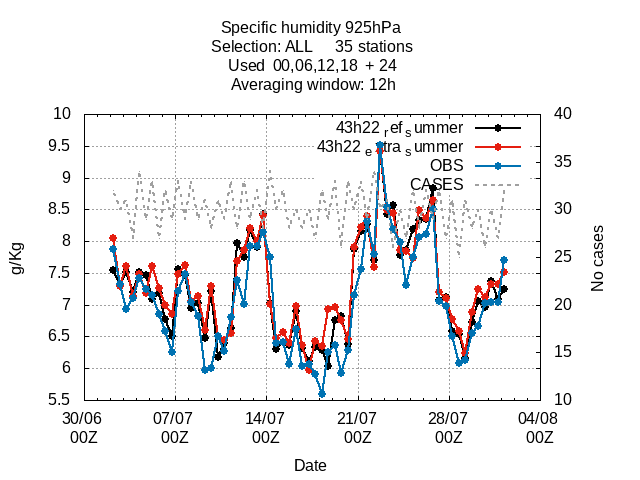 Specific humidity 925hPa
Selection: ALL     35 stations
Used  00,06,12,18  + 24
Averaging window: 12h
10
9.5
9
8.5
8
7.5
7
6.5
6
5.5
g/Kg
40
35
30
25
20
15
10
No cases
43h22_ref_summer
43h22_extra_summer
OBS
CASES
30/06 00Z
07/07 00Z
14/07 00Z
21/07 00Z
28/07 00Z
04/08 00Z
Date